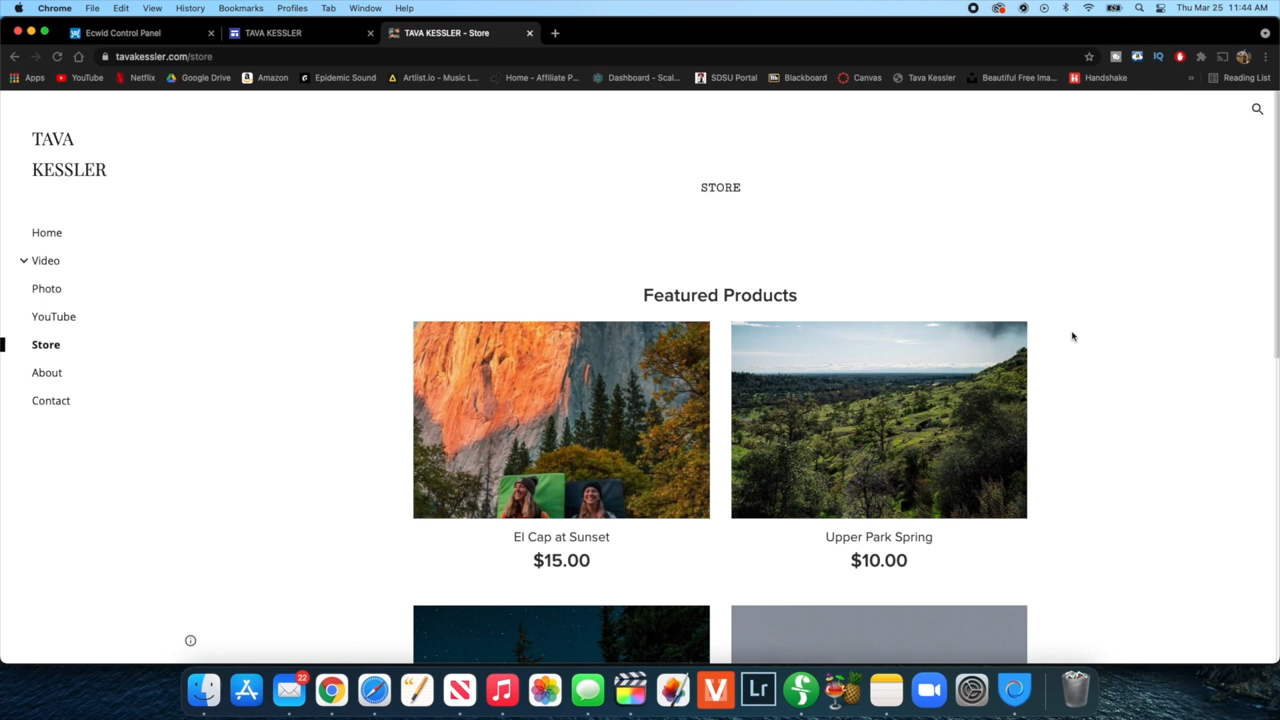 Chrome File Edit View History Bookmarks Profiles Tab Window Help Thu Mar 25 11:44 AM
Ecwid Control Panel TAVA KESSLER TAVA KESSLER - Store
tavakessler.com/store
Apps YouTube Netflix Google Drive Amazon Epidemic Sound Artlist.io - Music L... Home - Affiliate P... Dashboard - Scal... SDSU Portal Blackboard Canvas Tava Kessler Beautiful Free Ima... Handshake » Reading List
TAVA
KESSLER
STORE
Home
Video
Photo
YouTube
Store
About
Contact
Featured Products
El Cap at Sunset
$15.00
Upper Park Spring
$10.00
22
Lr